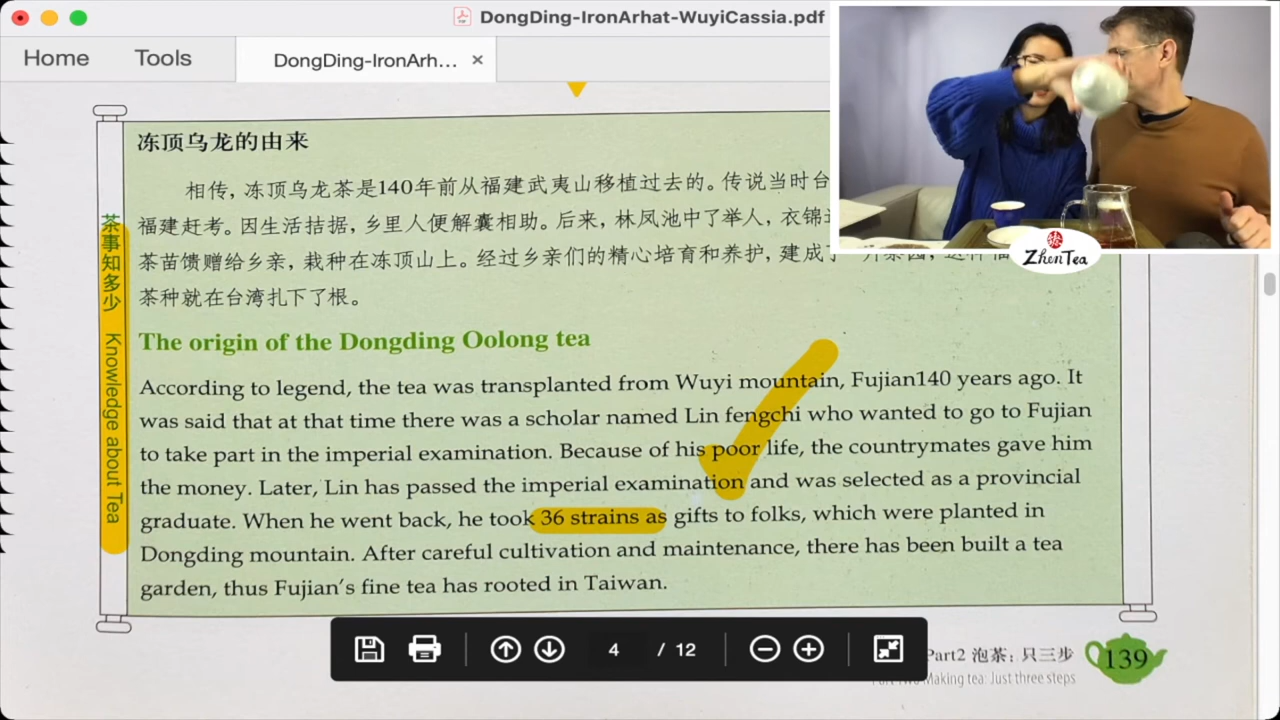 DongDing-IronArhat-WuyiCassia.pdf
Home
Tools
DongDing-IronArh...
冻顶乌龙的由来
相传，冻顶乌龙茶是140年前从福建武夷山移植过去的。传说当时台
福建赶考。因生活拮据，乡里人便解囊相助。后来，林凤池中了举人，衣锦
茶苗馈赠给乡亲，栽种在冻顶山上。经过乡亲们的精心培育和养护，建成
茶种就在台湾扎下了根。
The origin of the Dongding Oolong tea
According to legend, the tea was transplanted from Wuyi mountain, Fujian140 years ago. It
was said that at that time there was a scholar named Lin fengchi who wanted to go to Fujian
to take part in the imperial examination. Because of his poor life, the countrymates gave him
the money. Later, Lin has passed the imperial examination and was selected as a provincial
graduate. When he went back, he took 36 strains as gifts to folks, which were planted in
Dongding mountain. After careful cultivation and maintenance, there has been built a tea
garden, thus Fujian's fine tea has rooted in Taiwan.
茶事知多少 Knowledge about Tea
ZhenTea
4 / 12
Part2 泡茶：只三步
Making tea: Just three steps
139